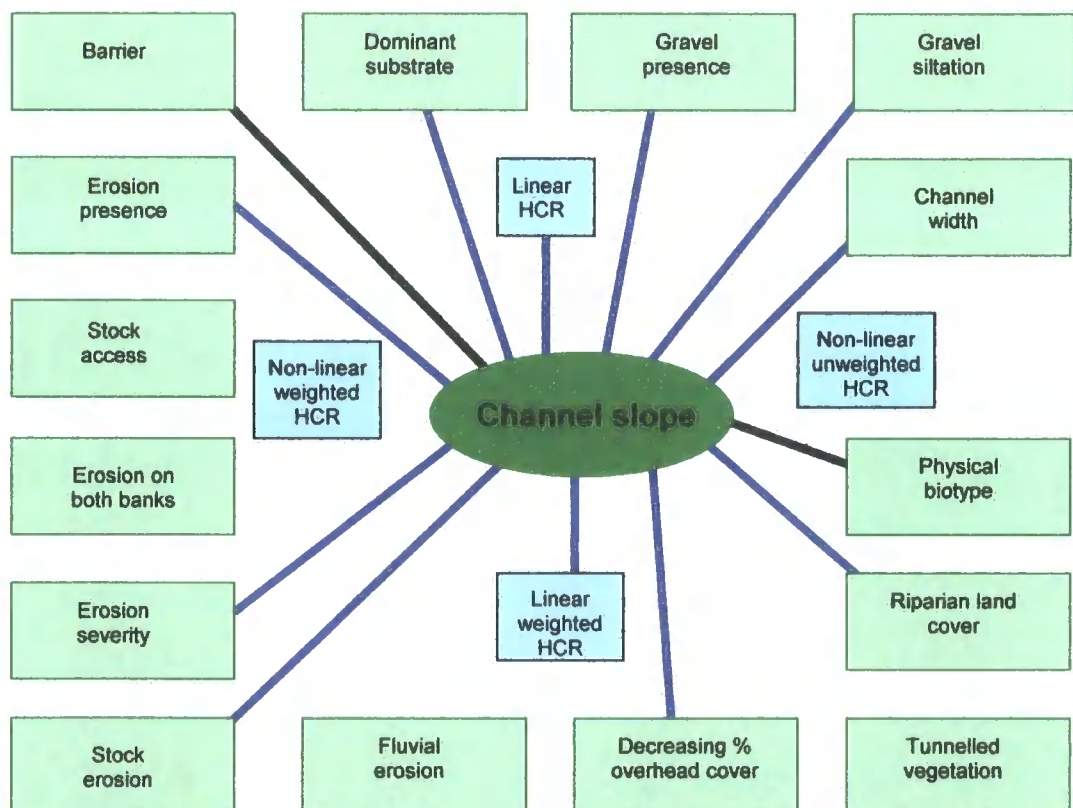 Barrier
Dominant
substrate
Gravel
presence
Gravel
siltation
Erosion
presence
Linear
HCR
Channel
width
Stock
access
Non-linear
weighted
HCR
Non-linear
unweighted
HCR
Channel slope
Erosion on
both banks
Physical
biotype
Erosion
severity
Linear
weighted
HCR
Riparian land
cover
Stock
erosion
Fluvial
erosion
Decreasing %
overhead cover
Tunnelled
vegetation